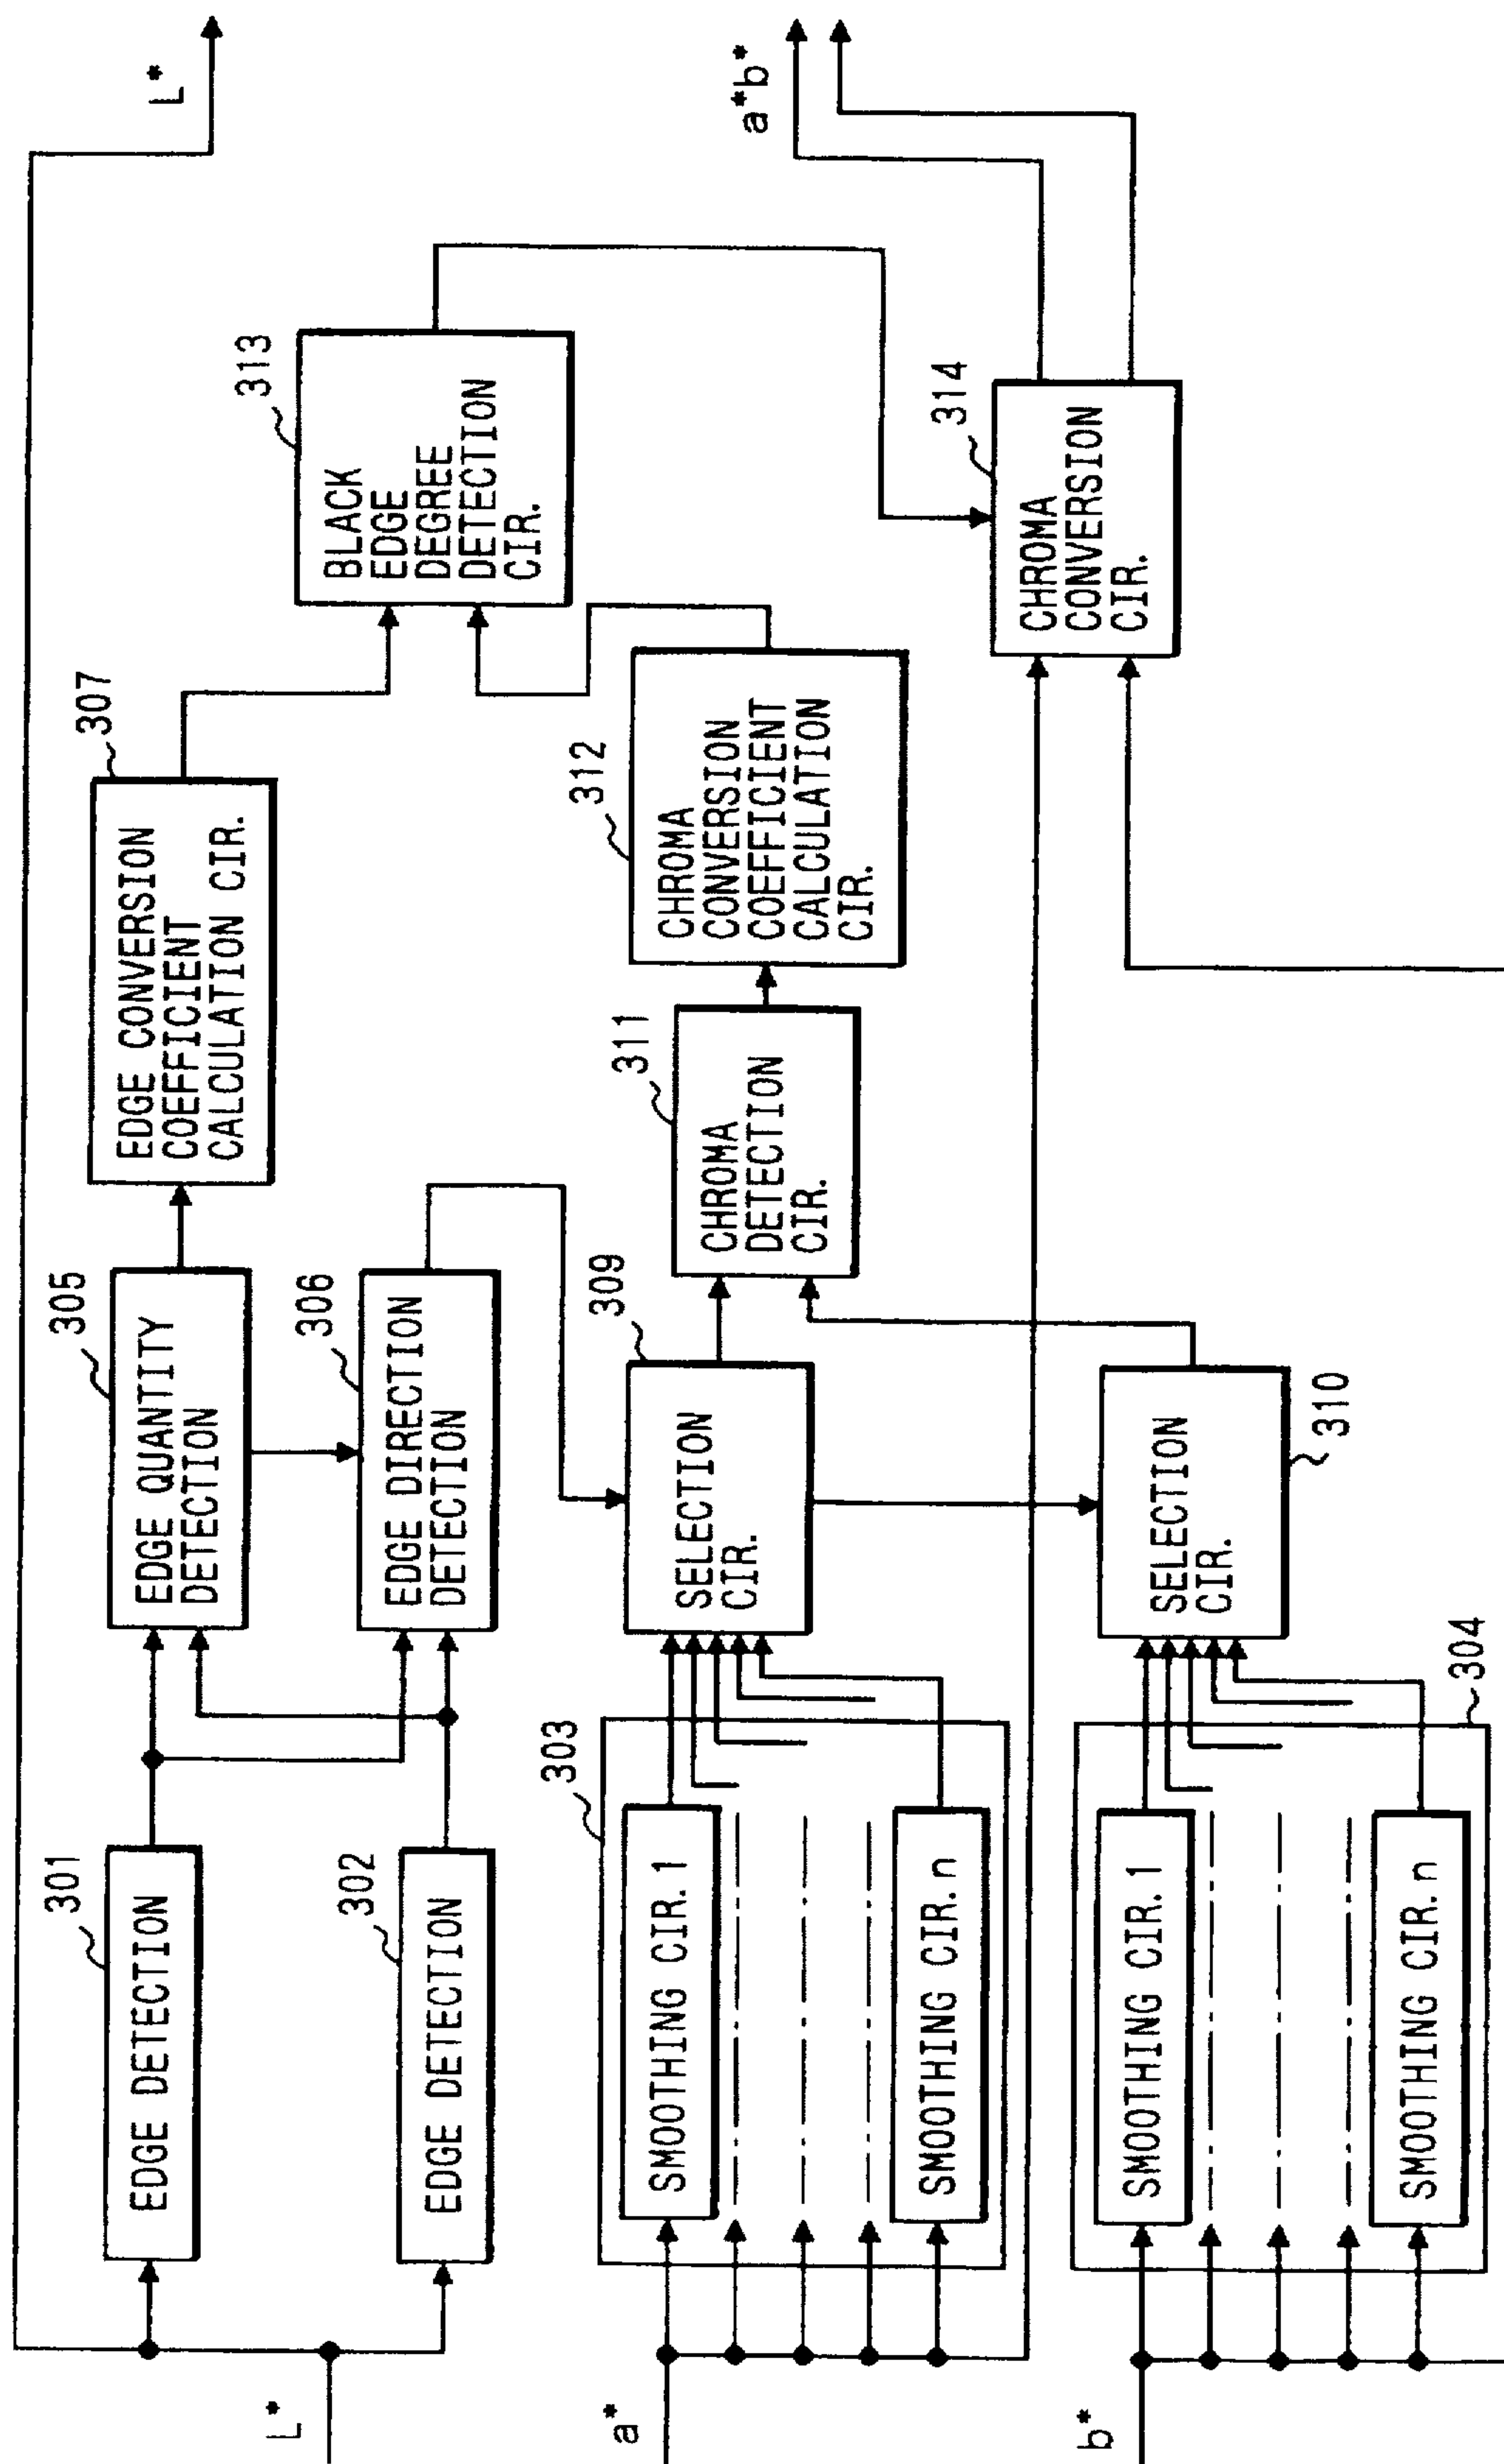 L*
L*
301
EDGE DETECTION
302
EDGE DETECTION
305
EDGE QUANTITY
DETECTION
306
EDGE DIRECTION
DETECTION
307
EDGE CONVERSION
COEFFICIENT
CALCULATION CIR.
313
BLACK
EDGE
DEGREE
DETECTION
CIR.
a*
303
SMOOTHING CIR. 1
SMOOTHING CIR. n
309
SELECTION
CIR.
311
CHROMA
DETECTION
CIR.
312
CHROMA
CONVERSION
COEFFICIENT
CALCULATION
CIR.
a*b*
314
CHROMA
CONVERSION
CIR.
b*
SMOOTHING CIR. 1
SMOOTHING CIR. n
304
SELECTION
CIR.
310